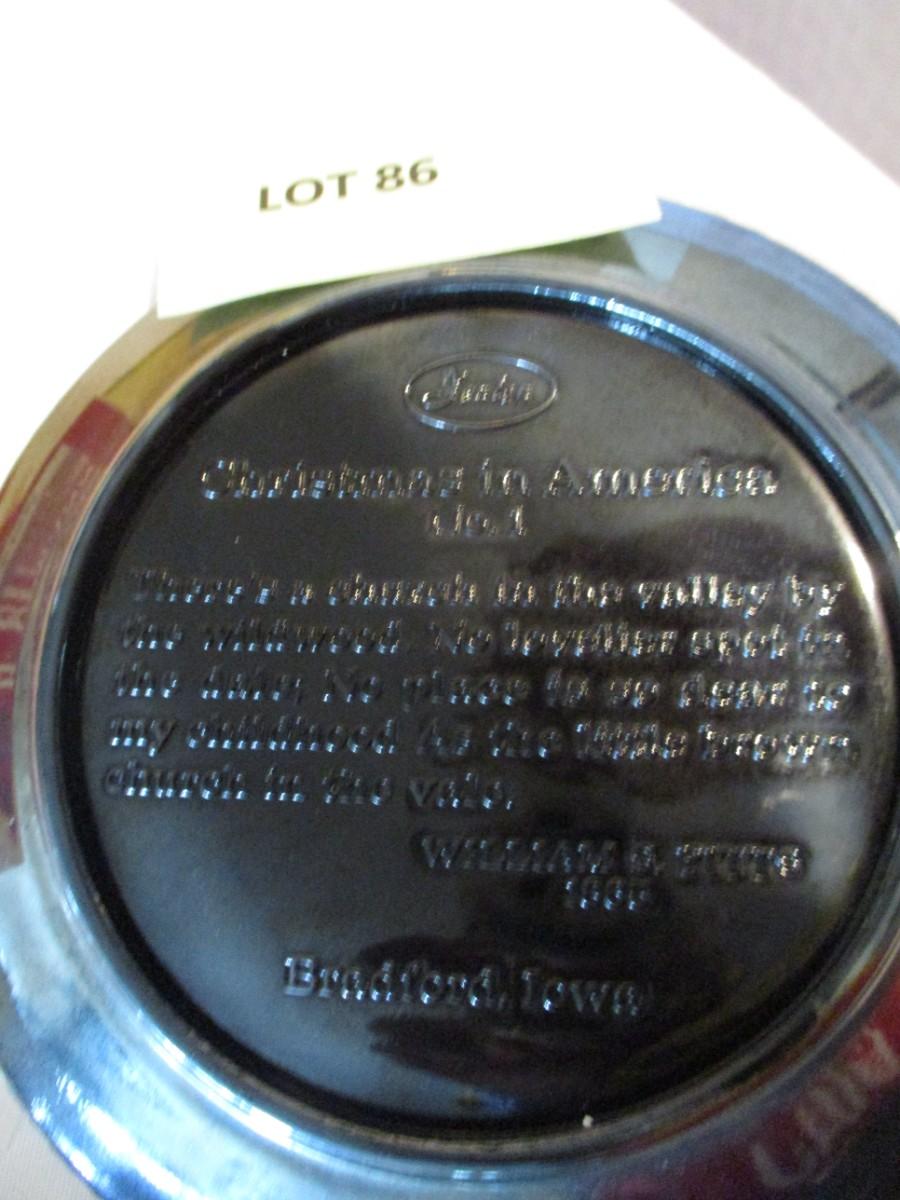 LOT 86
Fenton
Christmas in America
No. 1
There's a church in the valley by
the wildwood. No lovelier spot in
the dale; No place is so dear to
my childhood As the little brown
church in the vale.
WILLIAM S. PITTS
Bradford, Iowa